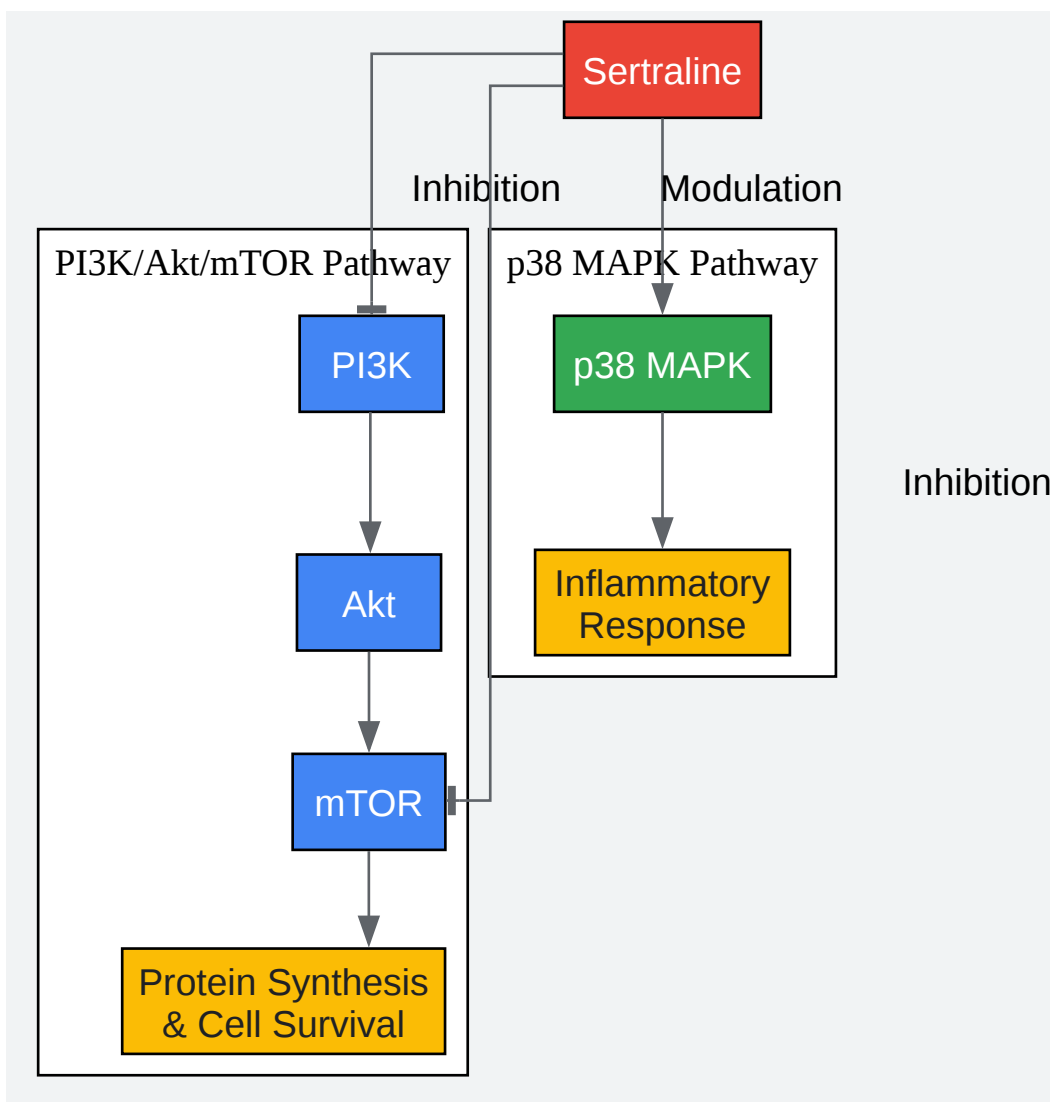 Sertraline
Inhibition
Modulation
PI3K/Akt/mTOR Pathway
p38 MAPK Pathway
PI3K
p38 MAPK
Inhibition
Inflammatory
Response
Akt
mTOR
Protein Synthesis
& Cell Survival